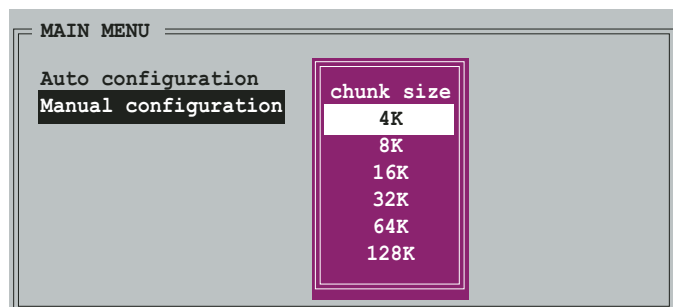 MAIN MENU
Auto configuration
Manual configuration
chunk size
4K
8K
16K
32K
64K
128K